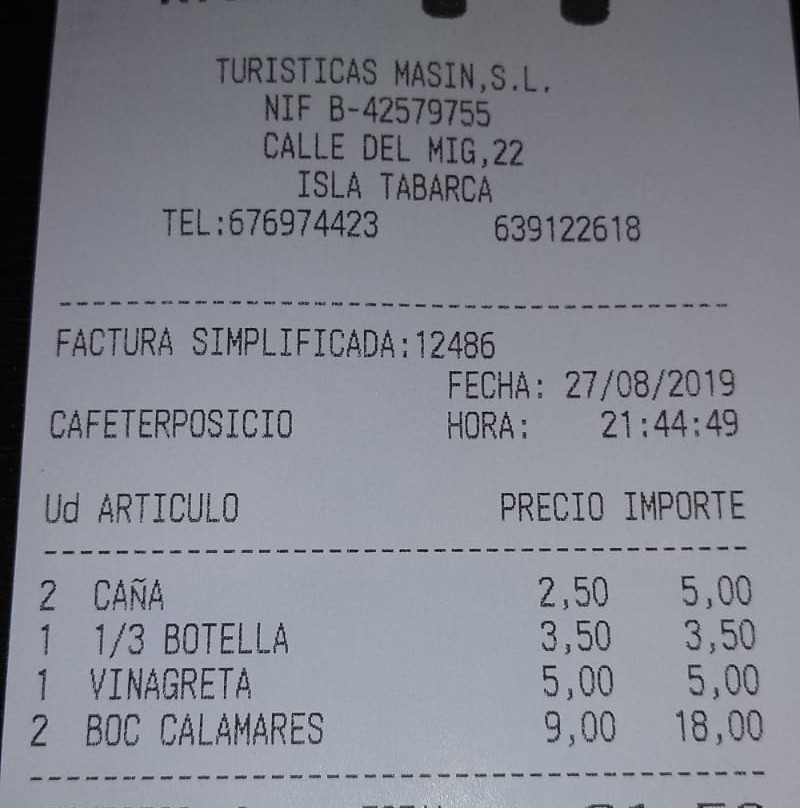 TURISTICAS MASIN,S.L.
NIF B-42579755
CALLE DEL MIG,22
ISLA TABARCA
TEL:676974423 639122618
FACTURA SIMPLIFICADA:12486
FECHA: 27/08/2019
CAFETERPOSICIO HORA: 21:44:49
Ud ARTICULO PRECIO IMPORTE
2 CAÑA 2,50 5,00
1 1/3 BOTELLA 3,50 3,50
1 VINAGRETA 5,00 5,00
2 BOC CALAMARES 9,00 18,00